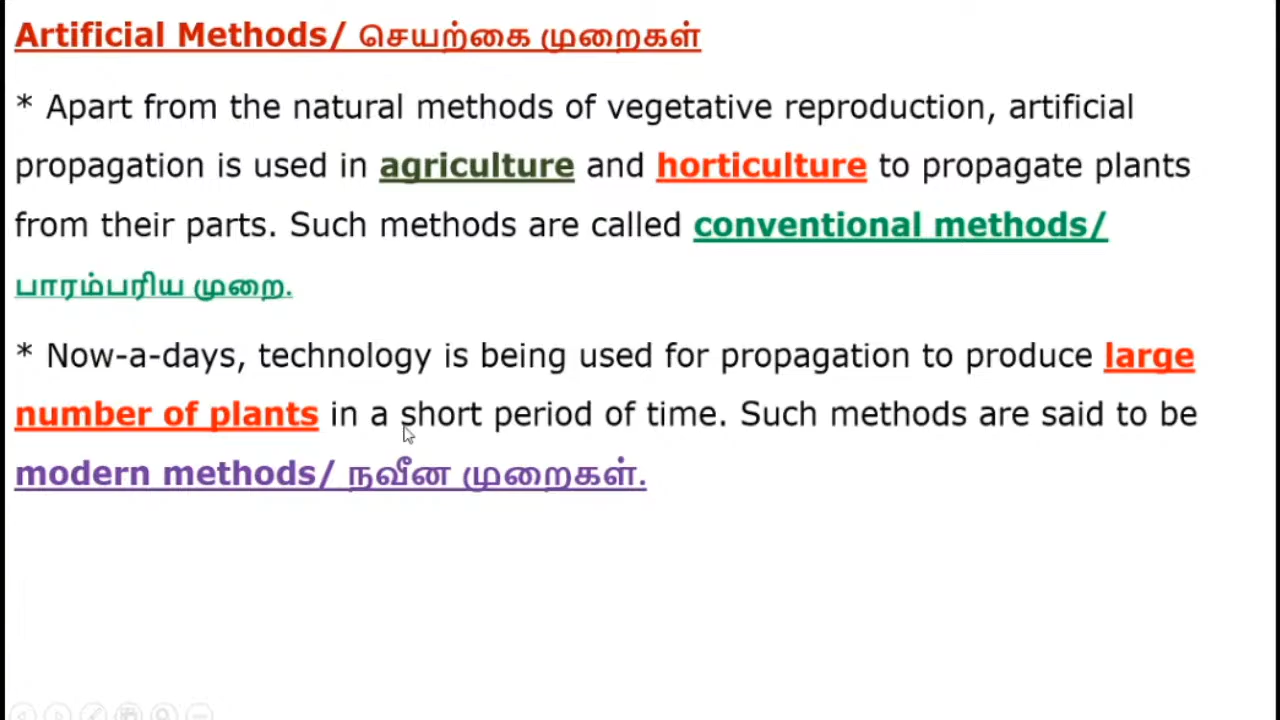 Artificial Methods/ செயற்கை முறைகள்
* Apart from the natural methods of vegetative reproduction, artificial
propagation is used in agriculture and horticulture to propagate plants
from their parts. Such methods are called conventional methods/
பாரம்பரிய முறை.
* Now-a-days, technology is being used for propagation to produce large
number of plants in a short period of time. Such methods are said to be
modern methods/ நவீன முறைகள்.